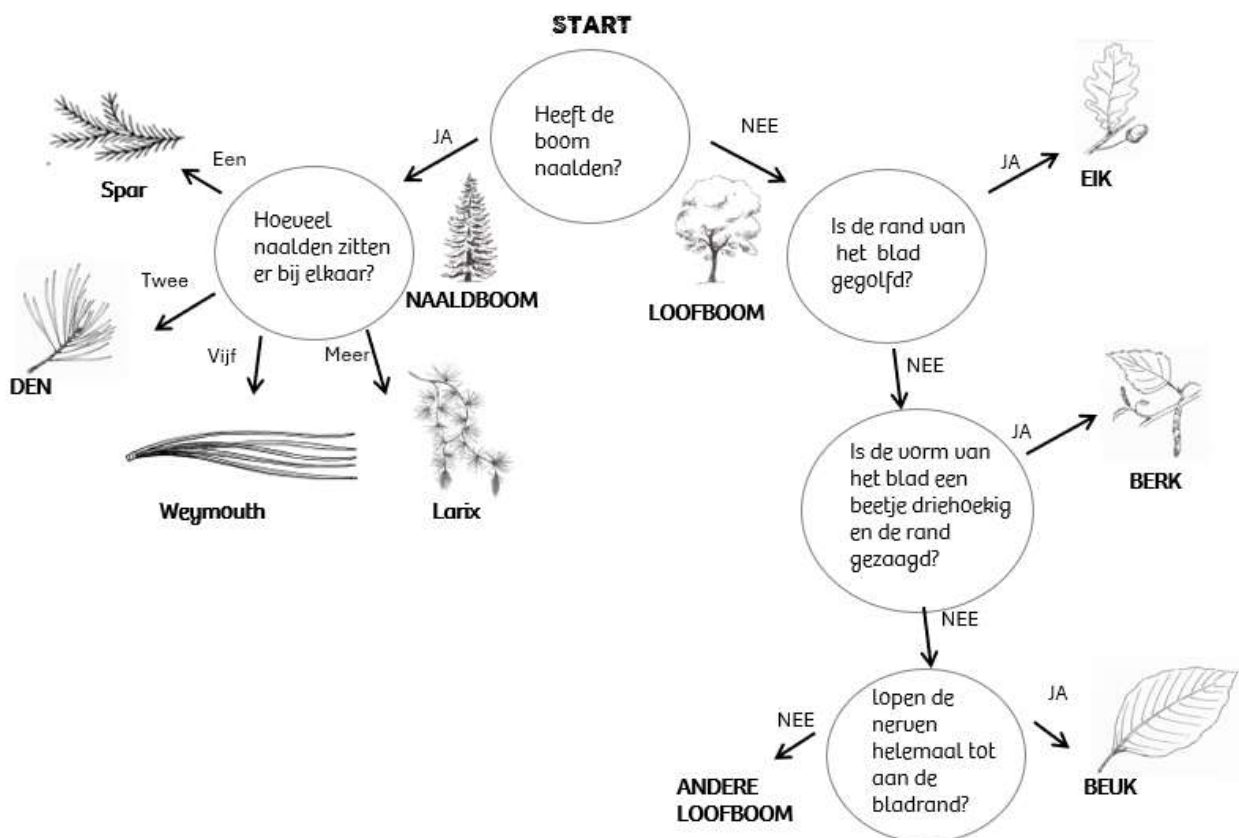 START
Heeft de
boom
naalden?
JA
NEE
NAALDBOOM
LOOFBOOM
Hoeveel
naalden zitten
er bij elkaar?
Een
Spar
Twee
DEN
Vijf
Weymouth
Meer
Larix
Is de rand van
het blad
gegolfd?
JA
EIK
NEE
Is de vorm van
het blad een
beetje driehoekig
en de rand
gezaagd?
JA
BERK
NEE
lopen de
nerven
helemaal tot
aan de
bladrand?
NEE
ANDERE
LOOFBOOM
JA
BEUK